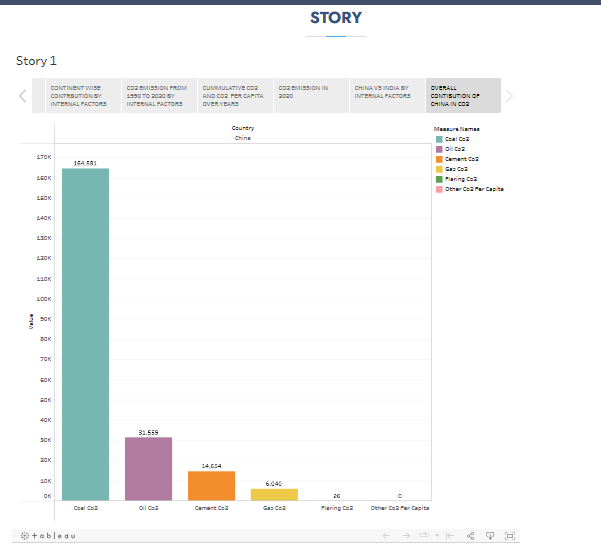 STORY
Story 1
CONTINENT WISE
CONTRIBUTION BY
INTERNAL FACTORS
CO2 EMISSION FROM
1990 TO 2020 BY
INTERNAL FACTORS
CUMMULATIVE CO2
AND CO2 PER CAPITA
OVER YEARS
CO2 EMISSION IN
2020
CHINA VS INDIA BY
INTERNAL FACTORS
OVERALL
CONTIBUTION OF
CHINA IN CO2
Country
China
Measure Names
Coal Co2
Oil Co2
Cement Co2
Gas Co2
Flaring Co2
Other Co2 Per Capita
Value
170K
160K
150K
140K
130K
120K
110K
100K
90K
80K
70K
60K
50K
40K
30K
20K
10K
0K
164,581
31,559
14,654
6,040
26
0
Coal Co2
Oil Co2
Cement Co2
Gas Co2
Flaring Co2
Other Co2 Per Capita
+ a b l e a u